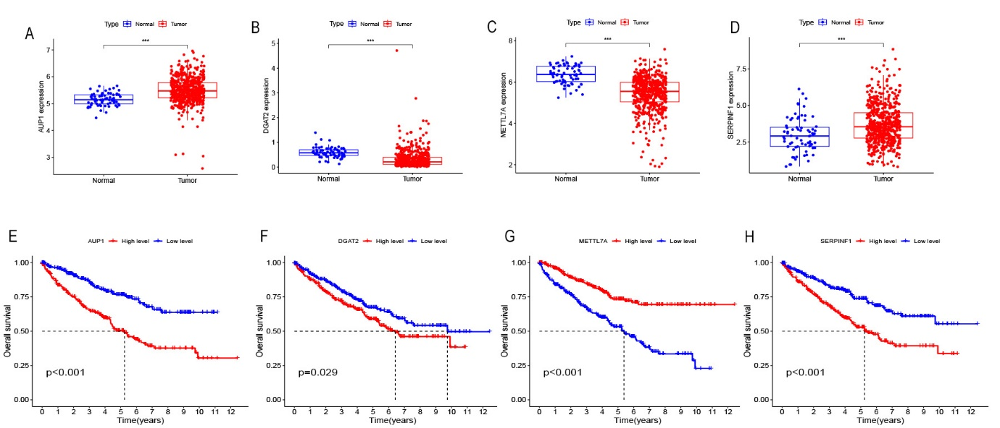 A
Type Normal Tumor
***
AUP1 expression
7
6
5
4
3
Normal Tumor
B
Type Normal Tumor
***
DGAT2 expression
5
4
3
2
1
0
Normal Tumor
C
Type Normal Tumor
***
METTL7A expression
8
6
4
2
Normal Tumor
D
Type Normal Tumor
***
SERPINF1 expression
7.5
5.0
2.5
Normal Tumor
E
AUP1 High level Low level
Overall survival
1.00
0.75
0.50
0.25
0.00
p<0.001
0 1 2 3 4 5 6 7 8 9 10 11 12
Time(years)
F
DGAT2 High level Low level
Overall survival
1.00
0.75
0.50
0.25
0.00
p=0.029
0 1 2 3 4 5 6 7 8 9 10 11 12
Time(years)
G
METTL7A High level Low level
Overall survival
1.00
0.75
0.50
0.25
0.00
p<0.001
0 1 2 3 4 5 6 7 8 9 10 11 12
Time(years)
H
SERPINF1 High level Low level
Overall survival
1.00
0.75
0.50
0.25
0.00
p<0.001
0 1 2 3 4 5 6 7 8 9 10 11 12
Time(years)